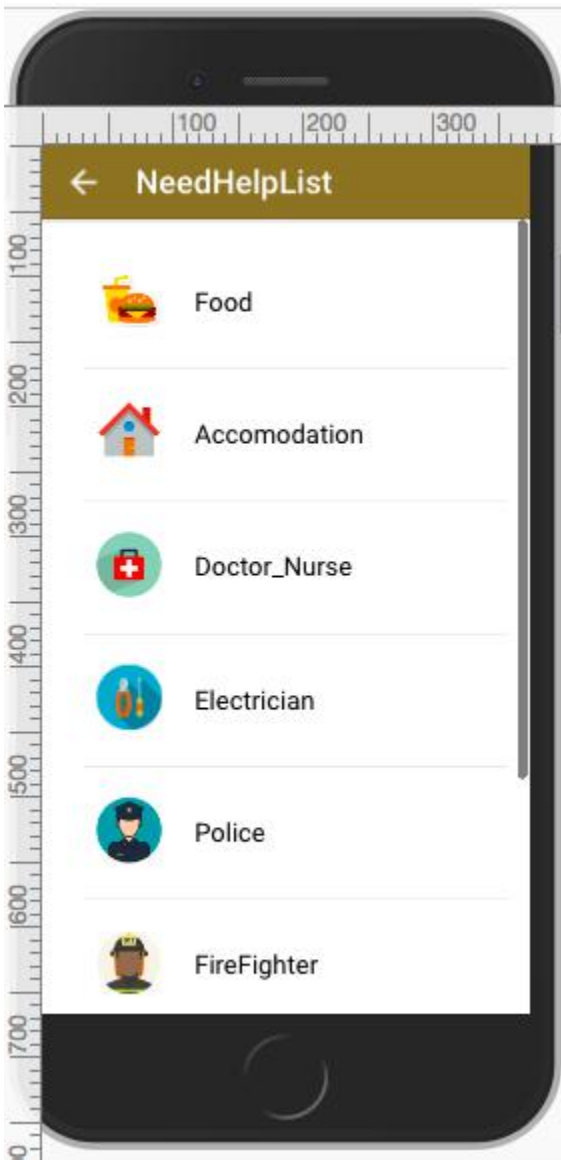 100 200 300
NeedHelpList
100
Food
200
Accomodation
300
Doctor_Nurse
400
Electrician
500
Police
600
FireFighter
700